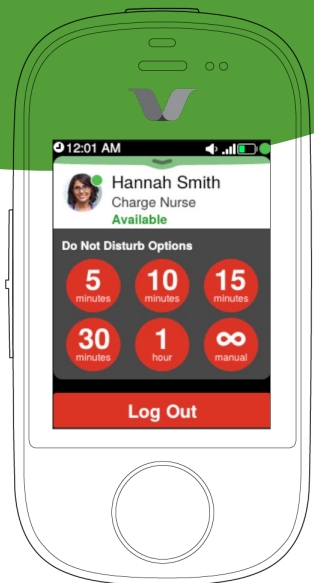 12:01 AM
Hannah Smith
Charge Nurse
Available
Do Not Disturb Options
5 10 15
minutes minutes minutes
30 1 ∞
minutes hour manual
Log Out